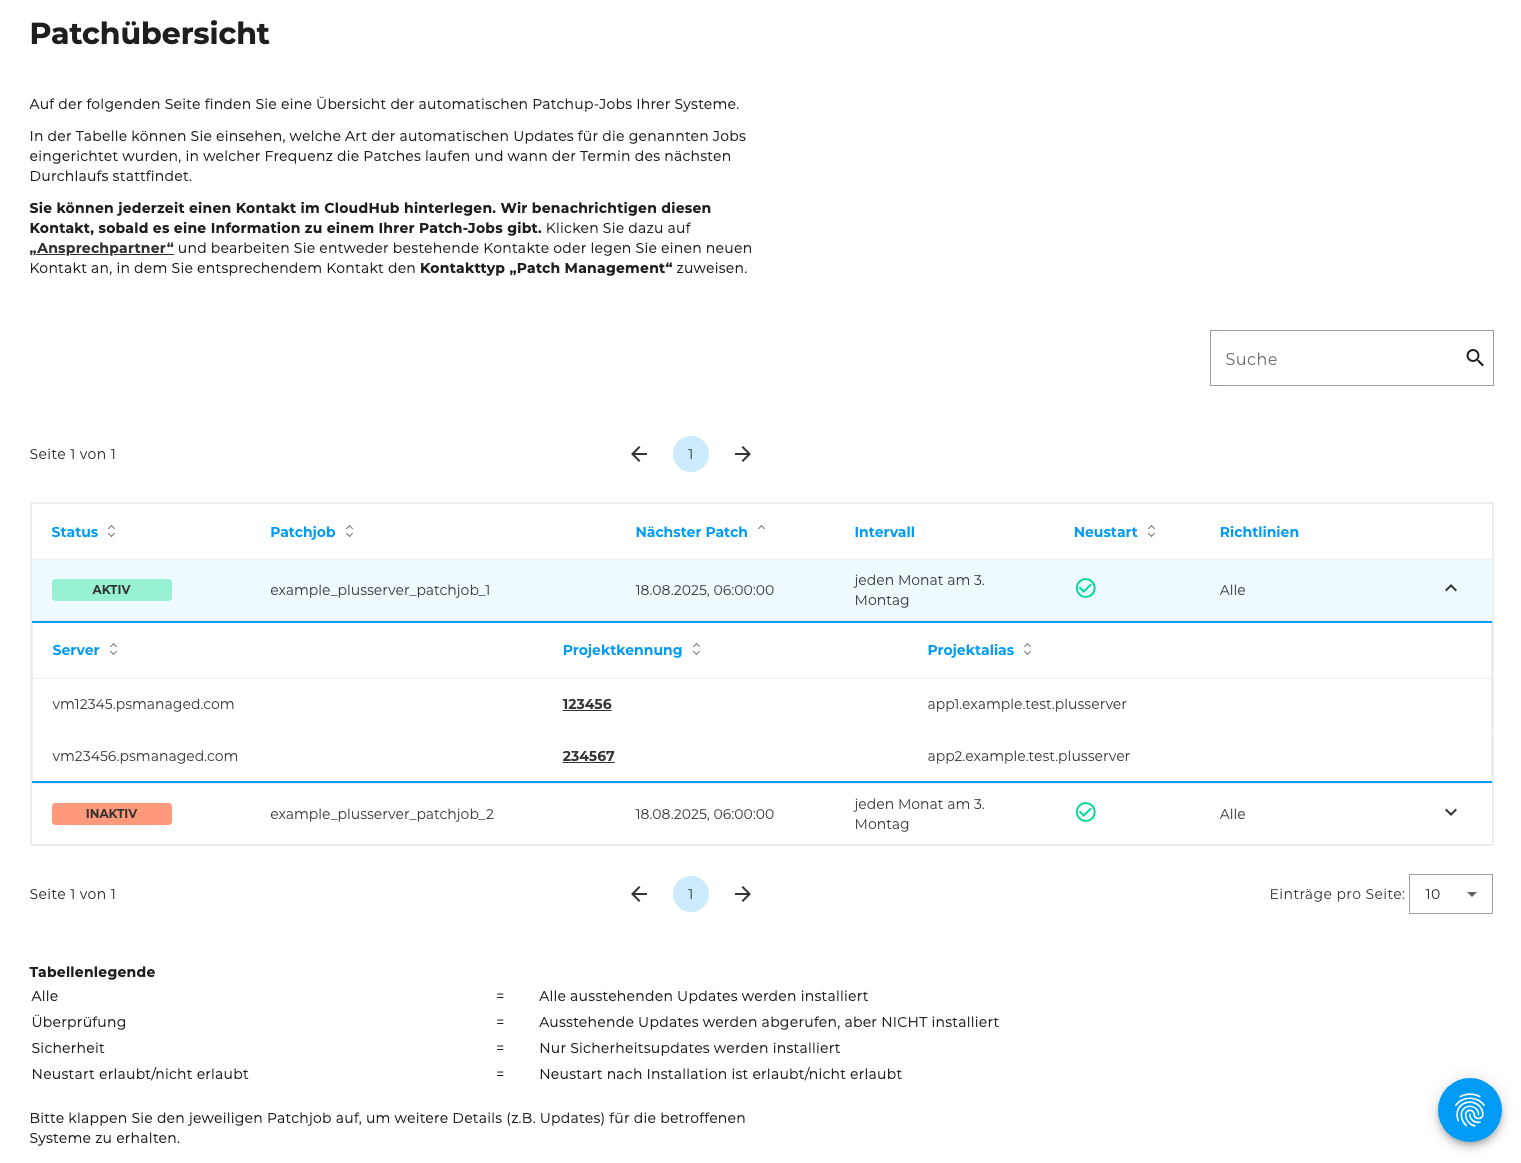 Patchübersicht
Auf der folgenden Seite finden Sie eine Übersicht der automatischen Patchup-Jobs Ihrer Systeme.
In der Tabelle können Sie einsehen, welche Art der automatischen Updates für die genannten Jobs
eingerichtet wurden, in welcher Frequenz die Patches laufen und wann der Termin des nächsten
Durchlaufs stattfindet.
Sie können jederzeit einen Kontakt im CloudHub hinterlegen. Wir benachrichtigen diesen
Kontakt, sobald es eine Information zu einem Ihrer Patch-Jobs gibt. Klicken Sie dazu auf
„Ansprechpartner“ und bearbeiten Sie entweder bestehende Kontakte oder legen Sie einen neuen
Kontakt an, in dem Sie entsprechendem Kontakt den Kontakttyp „Patch Management“ zuweisen.
Suche
Seite 1 von 1 1
Status Patchjob Nächster Patch Intervall Neustart Richtlinien
AKTIV example_plusserver_patchjob_1 18.08.2025, 06:00:00 jeden Monat am 3. Alle
Montag
Server Projektkennung Projektalias
vm12345.psmanaged.com 123456 app1.example.test.plusserver
vm23456.psmanaged.com 234567 app2.example.test.plusserver
INAKTIV example_plusserver_patchjob_2 18.08.2025, 06:00:00 jeden Monat am 3. Alle
Montag
Seite 1 von 1 1 Einträge pro Seite: 10
Tabellenlegende
Alle = Alle ausstehenden Updates werden installiert
Überprüfung = Ausstehende Updates werden abgerufen, aber NICHT installiert
Sicherheit = Nur Sicherheitsupdates werden installiert
Neustart erlaubt/nicht erlaubt = Neustart nach Installation ist erlaubt/nicht erlaubt
Bitte klappen Sie den jeweiligen Patchjob auf, um weitere Details (z.B. Updates) für die betroffenen
Systeme zu erhalten.